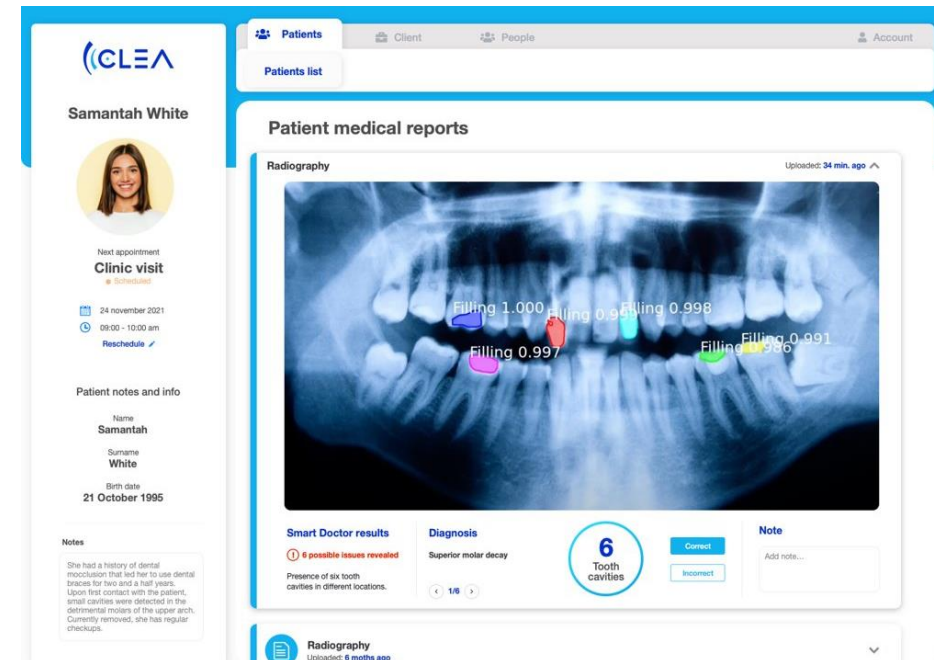 CLEA
Samantah White
Next appointment
Clinic visit
Scheduled
24 november 2021
09:00 - 10:00 am
Reschedule
Patient notes and info
Name
Samantah
Surname
White
Birth date
21 October 1995
Notes
She had a history of dental
mocclusion that led her to use dental
braces for two and a half years.
Upon first contact with the patient,
small cavities were detected in the
detrimental molars of the upper arch.
Currently removed, she has regular
checkups.
Patients
Client
People
Account
Patients list
Patient medical reports
Radiography
Uploaded: 34 min. ago
Filling 1.000
Filling 0.99
Filling 0.998
Filling 0.997
Filling 0.986
Filling 0.991
Smart Doctor results
6 possible issues revealed
Presence of six tooth
cavities in different locations.
Diagnosis
Superior molar decay
1/6
6
Tooth
cavities
Correct
Incorrect
Note
Add note...
Radiography
Uploaded: 6 moths ago